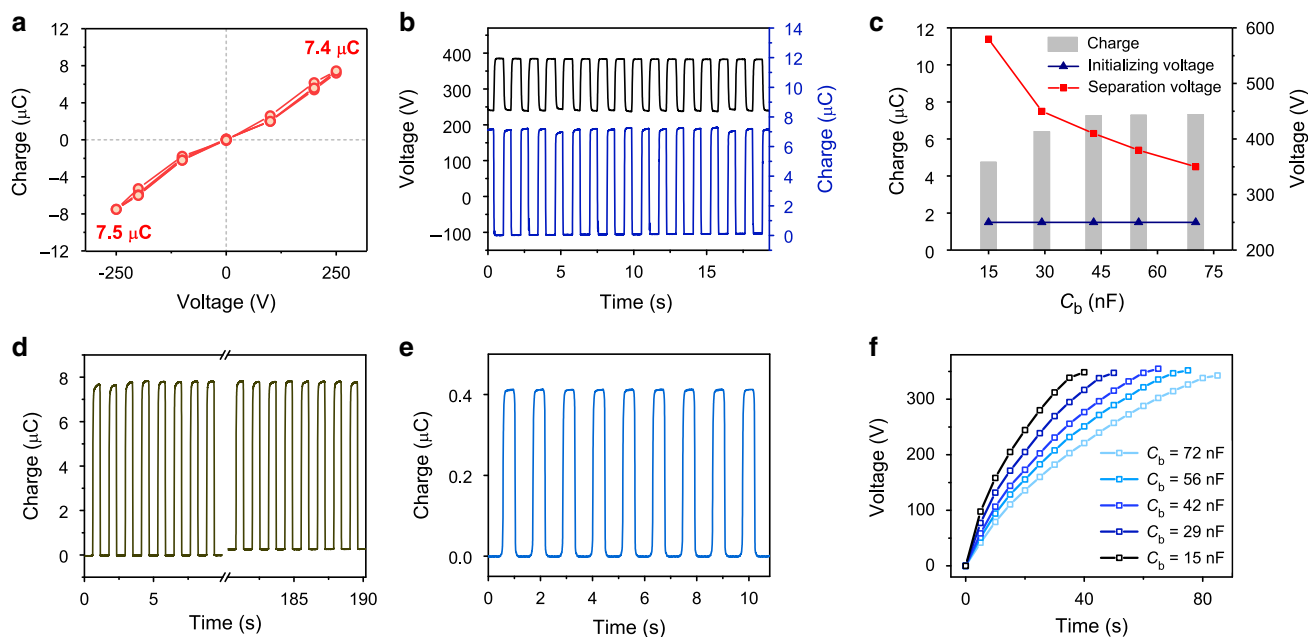 a
12
8
4
0
–4
–8
–12
Charge (μC)
7.4 μC
7.5 μC
-250
0
250
Voltage (V)
b
400
300
200
100
0
–100
Voltage (V)
14
12
10
8
6
4
2
0
Charge (μC)
0
5
10
15
Time (s)
c
12
10
8
6
4
2
0
Charge (μC)
Charge
Initializing voltage
Separation voltage
600
500
400
300
200
Voltage (V)
15
30
45
60
75
Cb (nF)
d
8
6
4
2
0
Charge (μC)
0
5
185
190
Time (s)
e
0.4
0.2
0.0
Charge (μC)
0
2
4
6
8
10
Time (s)
f
300
200
100
0
Voltage (V)
Cb = 72 nF
Cb = 56 nF
Cb = 42 nF
Cb = 29 nF
Cb = 15 nF
0
40
80
Time (s)